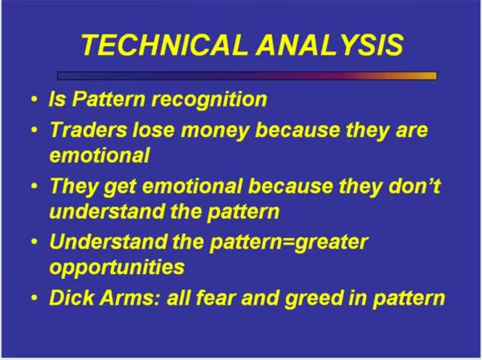 TECHNICAL ANALYSIS
• Is Pattern recognition
• Traders lose money because they are
emotional
• They get emotional because they don't
understand the pattern
• Understand the pattern=greater
opportunities
• Dick Arms: all fear and greed in pattern